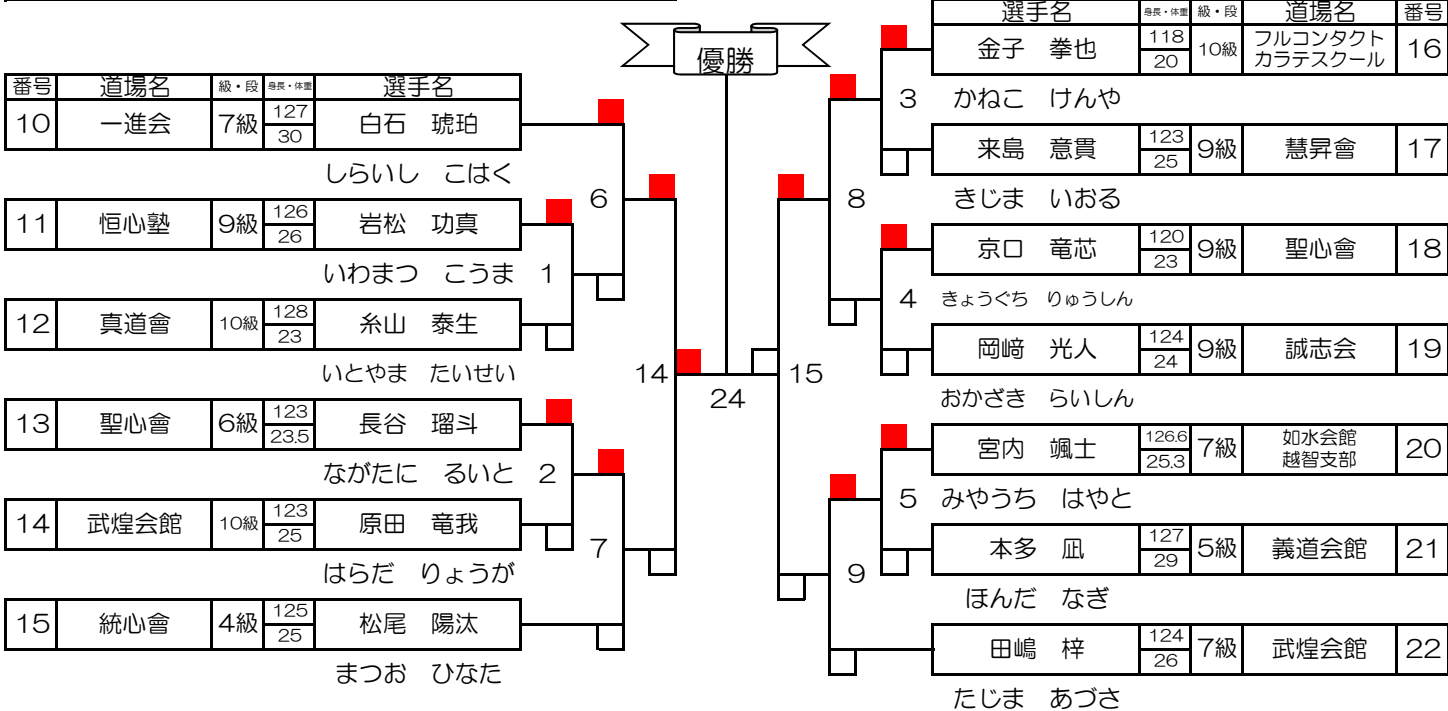 優勝
番号 道場名 級・段 身長・体重 選手名
10 一進会 7級 127 30 白石 琥珀
しらいし こはく
11 恒心塾 9級 126 26 岩松 功真
いわまつ こうま
12 真道會 10級 128 23 糸山 泰生
いとやま たいせい
13 聖心會 6級 123 23.5 長谷 瑠斗
ながたに るいと
14 武煌会館 10級 123 25 原田 竜我
はらだ りょうが
15 統心會 4級 125 25 松尾 陽汰
まつお ひなた
6
1
14
2
7
24
選手名 身長・体重 級・段 道場名 番号
金子 拳也 118 20 10級 フルコンタクト カラテスクール 16
かねこ けんや
来島 意貫 123 25 9級 慧昇會 17
きじま いおる
京口 竜芯 120 23 9級 聖心會 18
きょうぐち りゅうしん
岡﨑 光人 124 24 9級 誠志会 19
おかざき らいしん
宮内 颯士 126.6 25.3 7級 如水会館 越智支部 20
みやうち はやと
本多 凪 127 29 5級 義道会館 21
ほんだ なぎ
田嶋 梓 124 26 7級 武煌会館 22
たじま あづさ
3
8
4
15
5
9